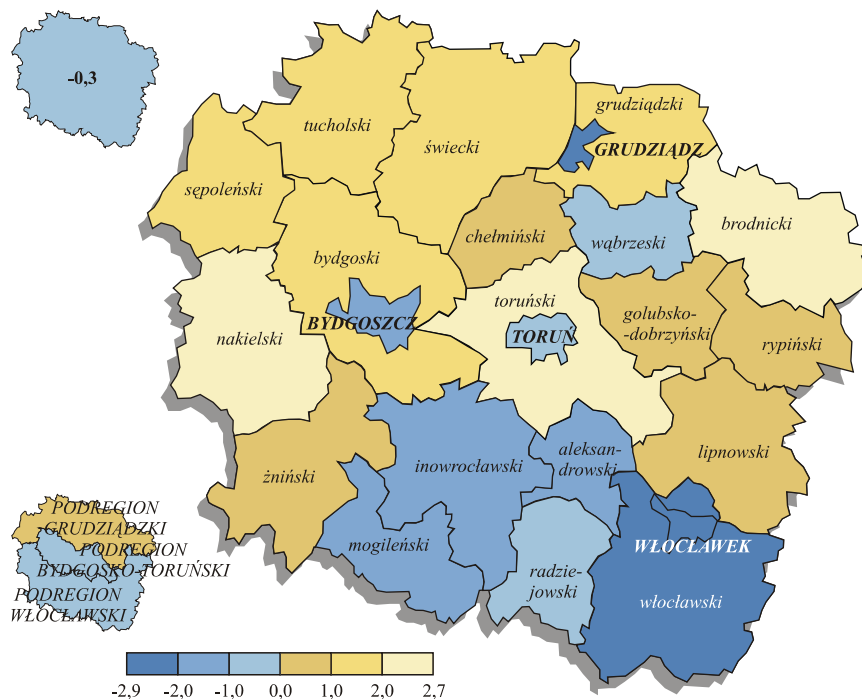 -0,3
tucholski
grudziądzki
świecki
GRUDZIĄDZ
sępoleński
brodnicki
chełmiński
wąbrzeski
bydgoski
toruński
golubsko-
-dobrzyński
BYDGOSZCZ
TORUŃ
nakielski
rypiński
aleksan-
drowski
lipnowski
inowrocławski
żniński
PODREGION
-GRUDZIĄDZKI
PODREGION
BYDGOSKO-TORUŃSKI
PODREGION
WŁOCŁAWSKI
mogileński
WŁOCŁAWEK
radzie-
jowski
włocławski
-2,9 -2,0 -1,0 0,0 1,0 2,0 2,7